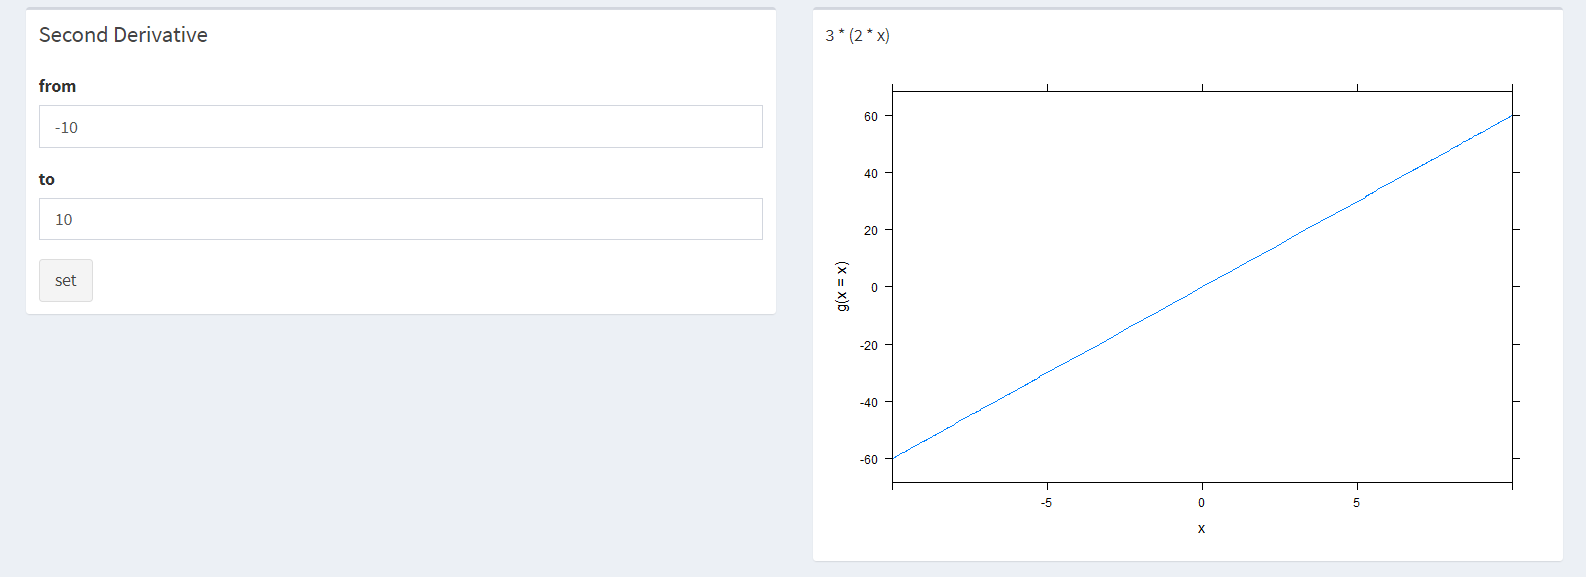 Second Derivative
from
-10
to
10
set
3 * (2 * x)
60
40
20
0
-20
-40
-60
g(x = x)
-5 0 5
x